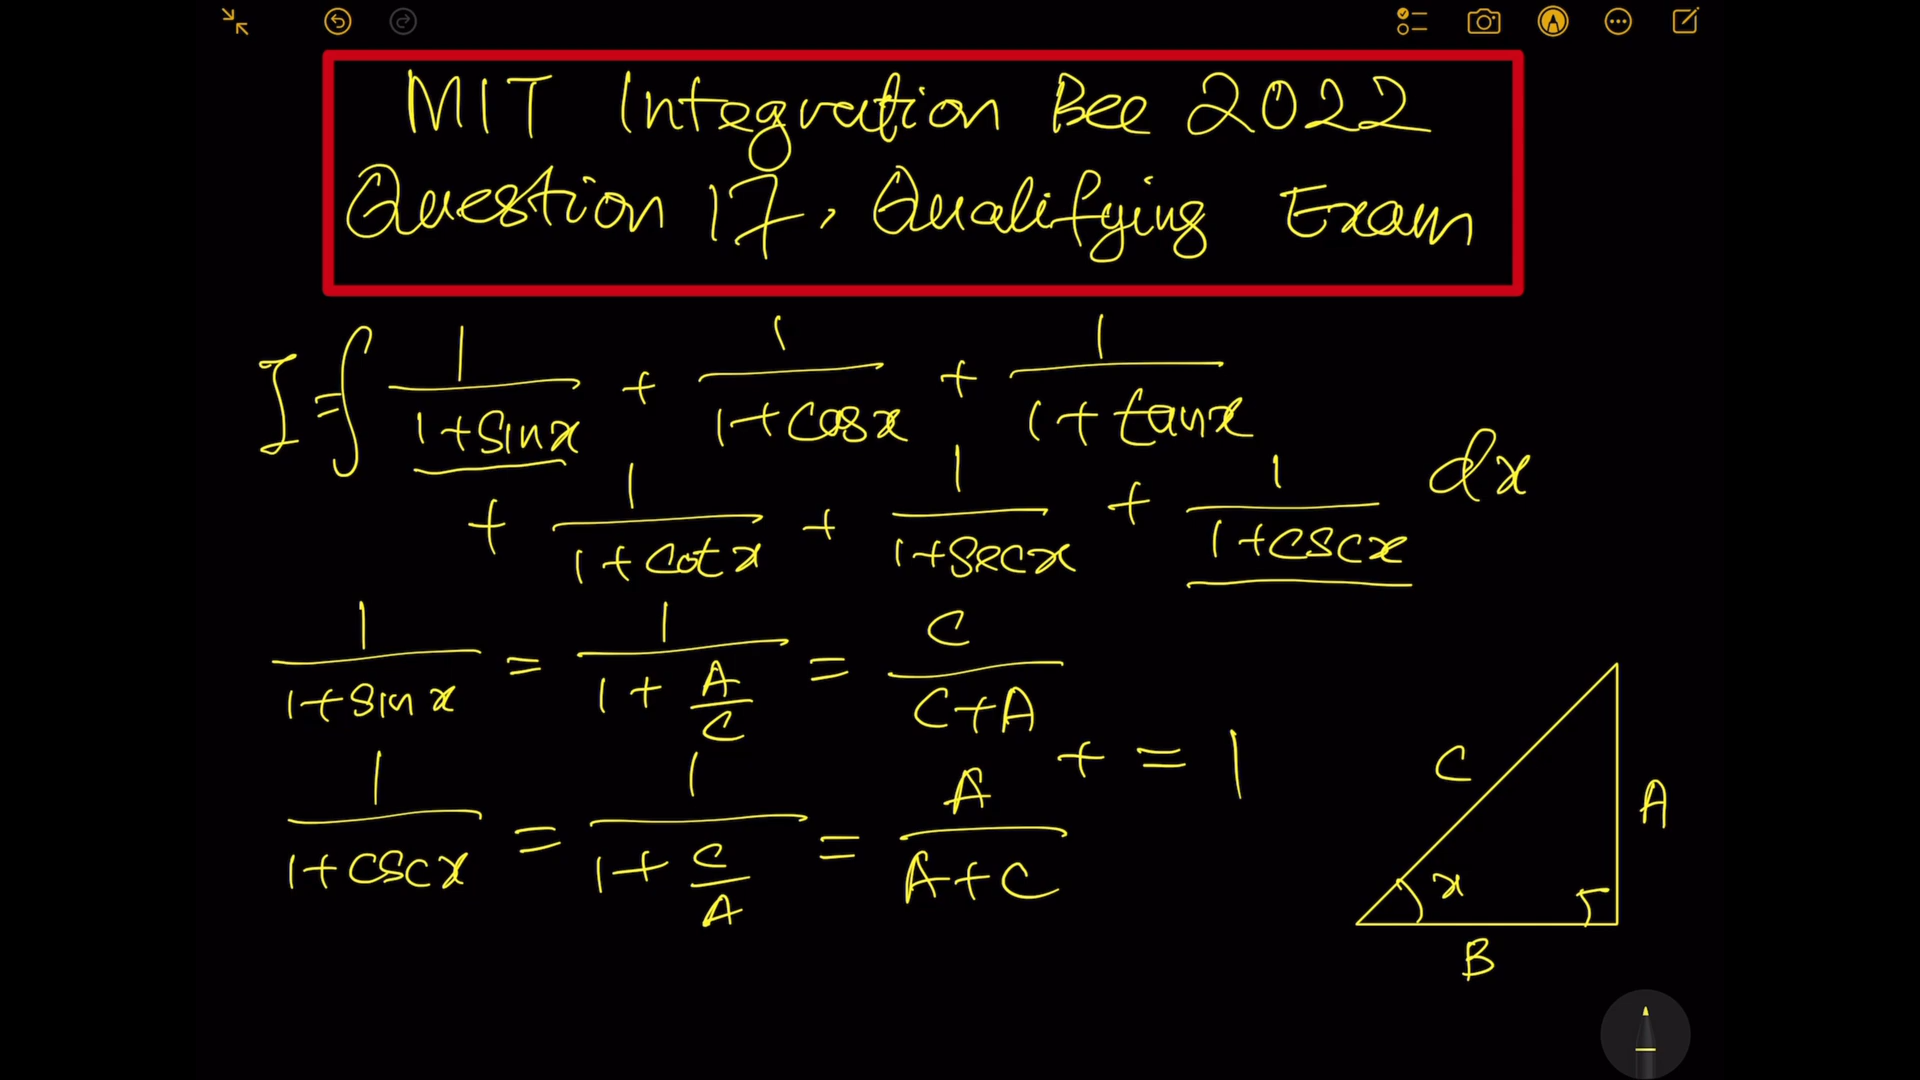 MIT Integration Bee 2022
Question 17, Qualifying Exam
I = ∫ 1/(1+sinx) + 1/(1+cosx) + 1/(1+tanx)
+ 1/(1+cotx) + 1/(1+secx) + 1/(1+cscx) dx
1/(1+sinx) = 1/(1+A/C) = C/(C+A)
+ = 1
1/(1+cscx) = 1/(1+C/A) = A/(A+C)
C
A
x
B